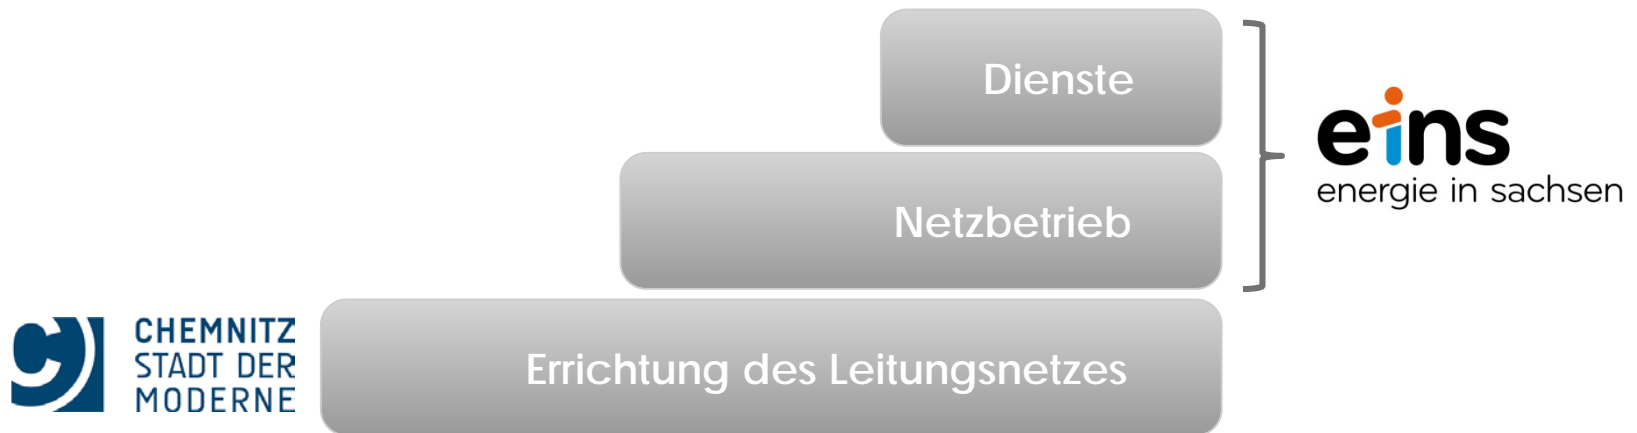 Dienste
eins
energie in sachsen
Netzbetrieb
CHEMNITZ
STADT DER
MODERNE
Errichtung des Leitungsnetzes